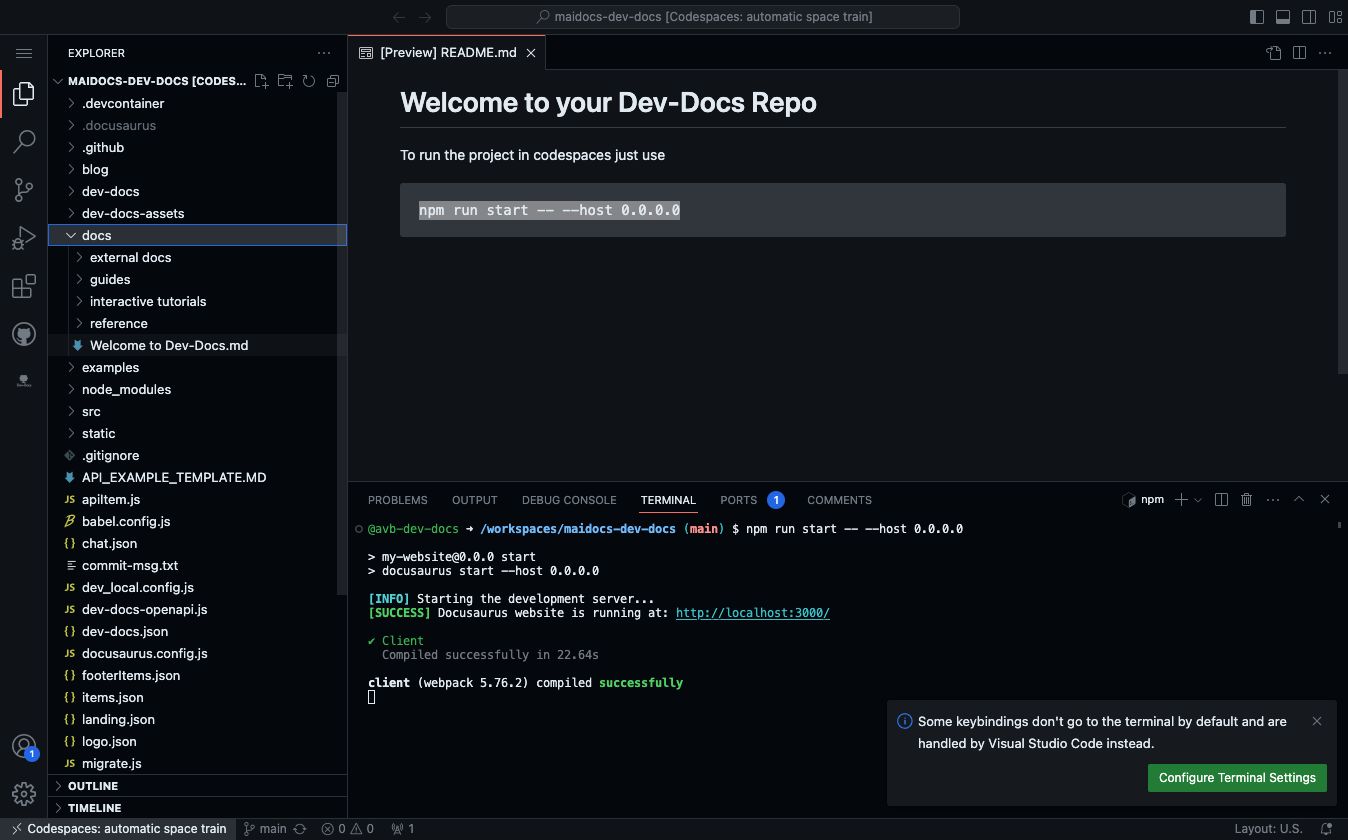 maidocs-dev-docs [Codespaces: automatic space train]
EXPLORER
MAIDOCS-DEV-DOCS [CODES...
.devcontainer
.docusaurus
.github
blog
dev-docs
dev-docs-assets
docs
external docs
guides
interactive tutorials
reference
Welcome to Dev-Docs.md
examples
node_modules
src
static
.gitignore
API_EXAMPLE_TEMPLATE.MD
JS apiItem.js
babel.config.js
{} chat.json
commit-msg.txt
JS dev_local.config.js
JS dev-docs-openapi.js
{} dev-docs.json
JS docusaurus.config.js
{} footerItems.json
{} items.json
{} landing.json
{} logo.json
JS migrate.js
OUTLINE
TIMELINE
[Preview] README.md
Welcome to your Dev-Docs Repo
To run the project in codespaces just use
npm run start -- --host 0.0.0.0
PROBLEMS OUTPUT DEBUG CONSOLE TERMINAL PORTS 1 COMMENTS
npm
@avb-dev-docs ➜ /workspaces/maidocs-dev-docs (main) $ npm run start -- --host 0.0.0.0
> my-website@0.0.0 start
> docusaurus start --host 0.0.0.0
[INFO] Starting the development server...
[SUCCESS] Docusaurus website is running at: http://localhost:3000/
✔ Client
Compiled successfully in 22.64s
client (webpack 5.76.2) compiled successfully
Some keybindings don't go to the terminal by default and are
handled by Visual Studio Code instead.
Configure Terminal Settings
1
Codespaces: automatic space train main 0 0 1 Layout: U.S.